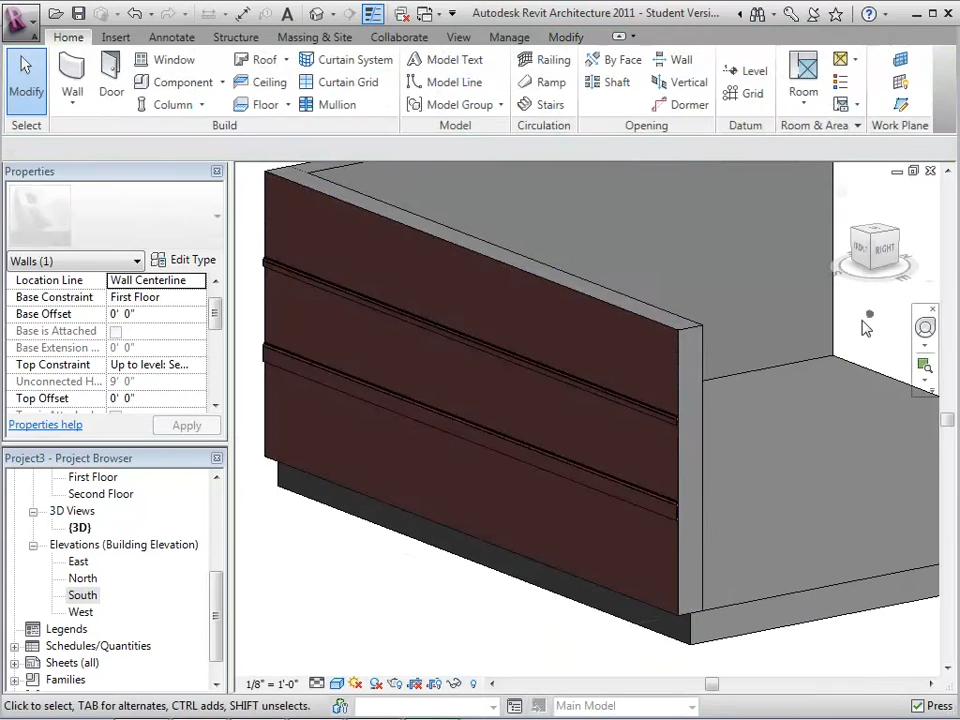 Autodesk Revit Architecture 2011 - Student Versi...
Home Insert Annotate Structure Massing & Site Collaborate View Manage Modify
Modify Wall Door Window Component Column Roof Ceiling Floor Curtain System Curtain Grid Mullion Model Text Model Line Model Group Railing Ramp Stairs By Face Shaft Wall Vertical Dormer Level Grid Room
Select Build Model Circulation Opening Datum Room & Area Work Plane
Properties
Walls (1) Edit Type
Location Line Wall Centerline
Base Constraint First Floor
Base Offset 0' 0"
Base is Attached
Base Extension ...
Top Constraint Up to level: Se...
Unconnected H... 9' 0"
Top Offset 0' 0"
Properties help Apply
Project3 - Project Browser
First Floor
Second Floor
3D Views
{3D}
Elevations (Building Elevation)
East
North
South
West
Legends
Schedules/Quantities
Sheets (all)
Families
RIGHT
1/8" = 1'-0"
Click to select, TAB for alternates, CTRL adds, SHIFT unselects.
Main Model
Press